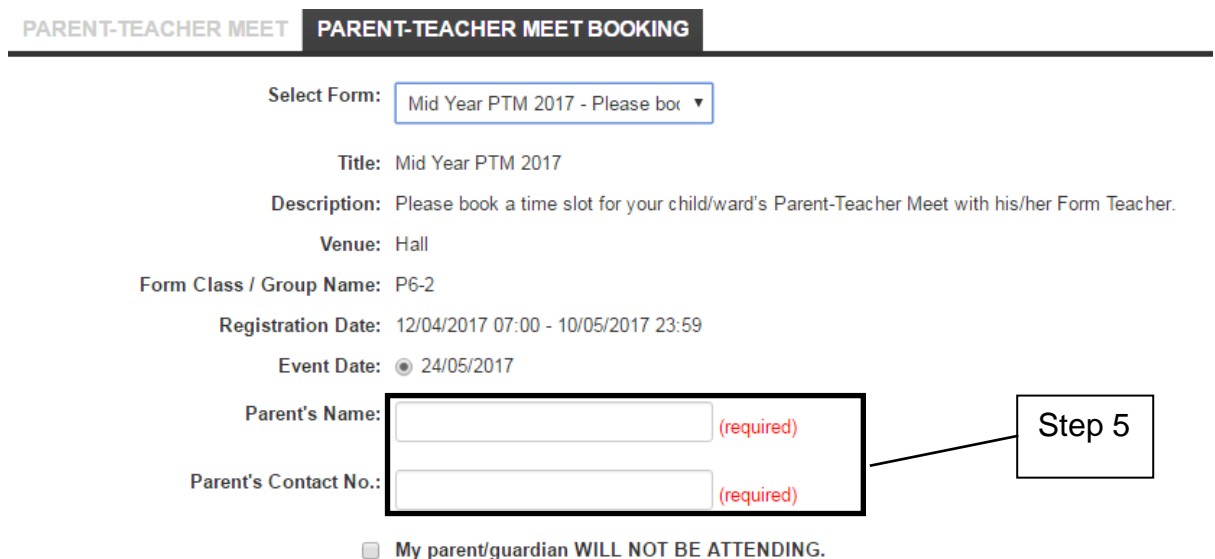 PARENT-TEACHER MEET PARENT-TEACHER MEET BOOKING
Select Form: Mid Year PTM 2017 - Please boo
Title: Mid Year PTM 2017
Description: Please book a time slot for your child/ward's Parent-Teacher Meet with his/her Form Teacher.
Venue: Hall
Form Class / Group Name: P6-2
Registration Date: 12/04/2017 07:00 - 10/05/2017 23:59
Event Date: 24/05/2017
Parent's Name: (required)
Step 5
Parent's Contact No.: (required)
My parent/guardian WILL NOT BE ATTENDING.